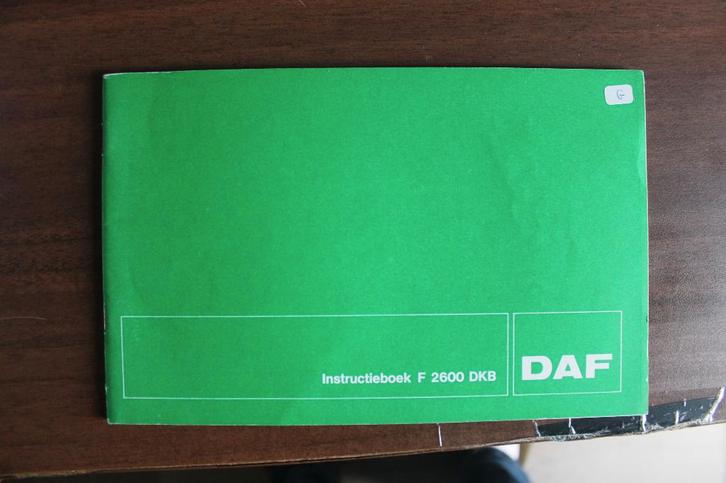 G
Instructieboek F 2600 DKB
DAF